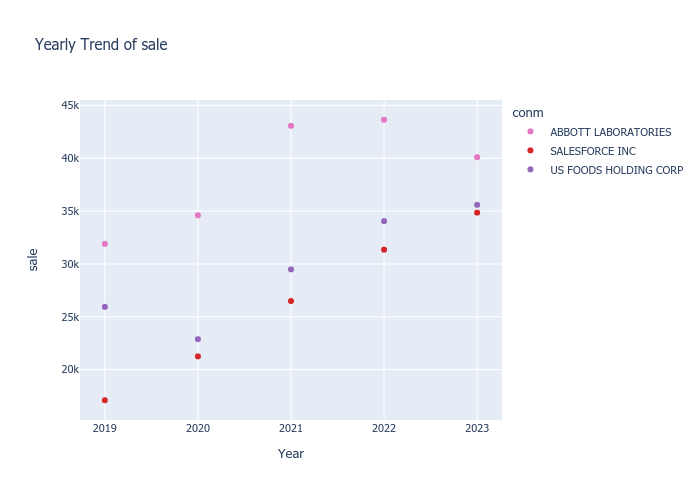 Yearly Trend of sale
45k
40k
35k
30k
25k
20k
sale
2019 2020 2021 2022 2023
Year
conm
ABBOTT LABORATORIES
SALESFORCE INC
US FOODS HOLDING CORP